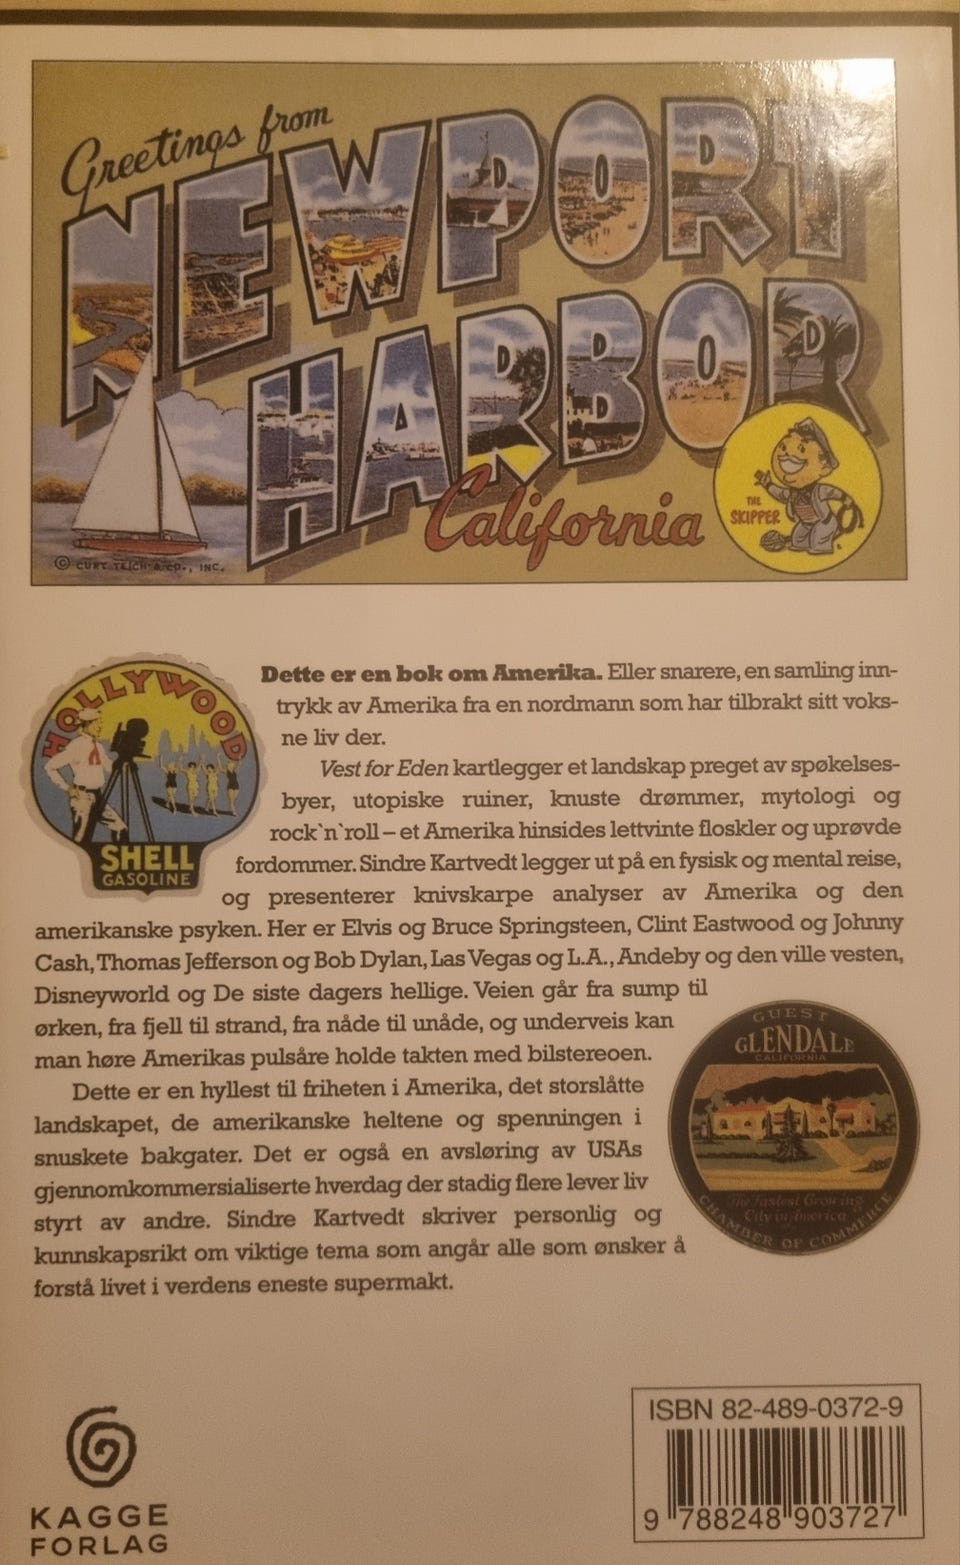 Greetings from
NEWPORT
HARBOR
California
THE
SKIPPER
© CURT TEICH & CO., INC.
HOLLYWOOD
SHELL
GASOLINE
Dette er en bok om Amerika. Eller snarere, en samling inn-
trykk av Amerika fra en nordmann som har tilbrakt sitt voks-
ne liv der.
Vest for Eden kartlegger et landskap preget av spøkelses-
byer, utopiske ruiner, knuste drømmer, mytologi og
rock`n`roll – et Amerika hinsides lettvinte floskler og uprøvde
fordommer. Sindre Kartvedt legger ut på en fysisk og mental reise,
og presenterer knivskarpe analyser av Amerika og den
amerikanske psyken. Her er Elvis og Bruce Springsteen, Clint Eastwood og Johnny
Cash, Thomas Jefferson og Bob Dylan, Las Vegas og L.A., Andeby og den ville vesten,
Disneyworld og De siste dagers hellige. Veien går fra sump til
ørken, fra fjell til strand, fra nåde til unåde, og underveis kan
man høre Amerikas pulsåre holde takten med bilstereoen.
Dette er en hyllest til friheten i Amerika, det storslåtte
landskapet, de amerikanske heltene og spenningen i
snuskete bakgater. Det er også en avsløring av USAs
gjennomkommersialiserte hverdag der stadig flere lever liv
styrt av andre. Sindre Kartvedt skriver personlig og
kunnskapsrikt om viktige tema som angår alle som ønsker å
forstå livet i verdens eneste supermakt.
GUEST
GLENDALE
CALIFORNIA
The Fastest Growing
City in America
CHAMBER OF COMMERCE
KAGGE
FORLAG
ISBN 82-489-0372-9
9 788248 903727